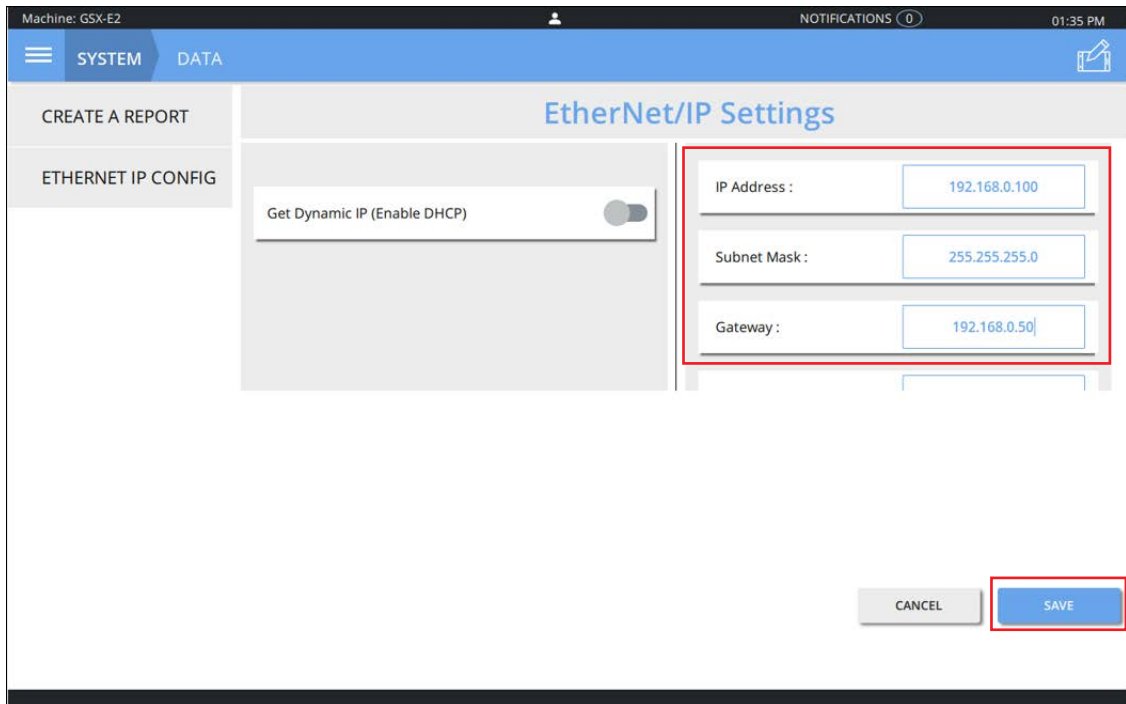 Machine: GSX-E2 NOTIFICATIONS 0 01:35 PM
SYSTEM DATA
CREATE A REPORT
ETHERNET IP CONFIG
EtherNet/IP Settings
Get Dynamic IP (Enable DHCP)
IP Address : 192.168.0.100
Subnet Mask : 255.255.255.0
Gateway : 192.168.0.50
CANCEL SAVE